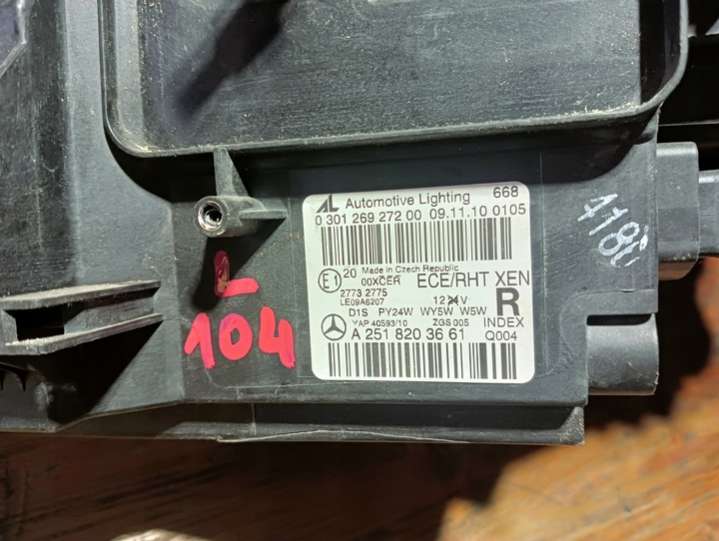 AL Automotive Lighting 668
0 301 269 272 00 09.11.10 0105
E1 20 Made in Czech Republic
00XCER ECE/RHT XEN
2773 2775
LE09A6207 12 V
D1S PY24W WY5W W5W R
YAP 40593/10 ZGS 005 INDEX
A 251 820 36 61 Q004
L
104